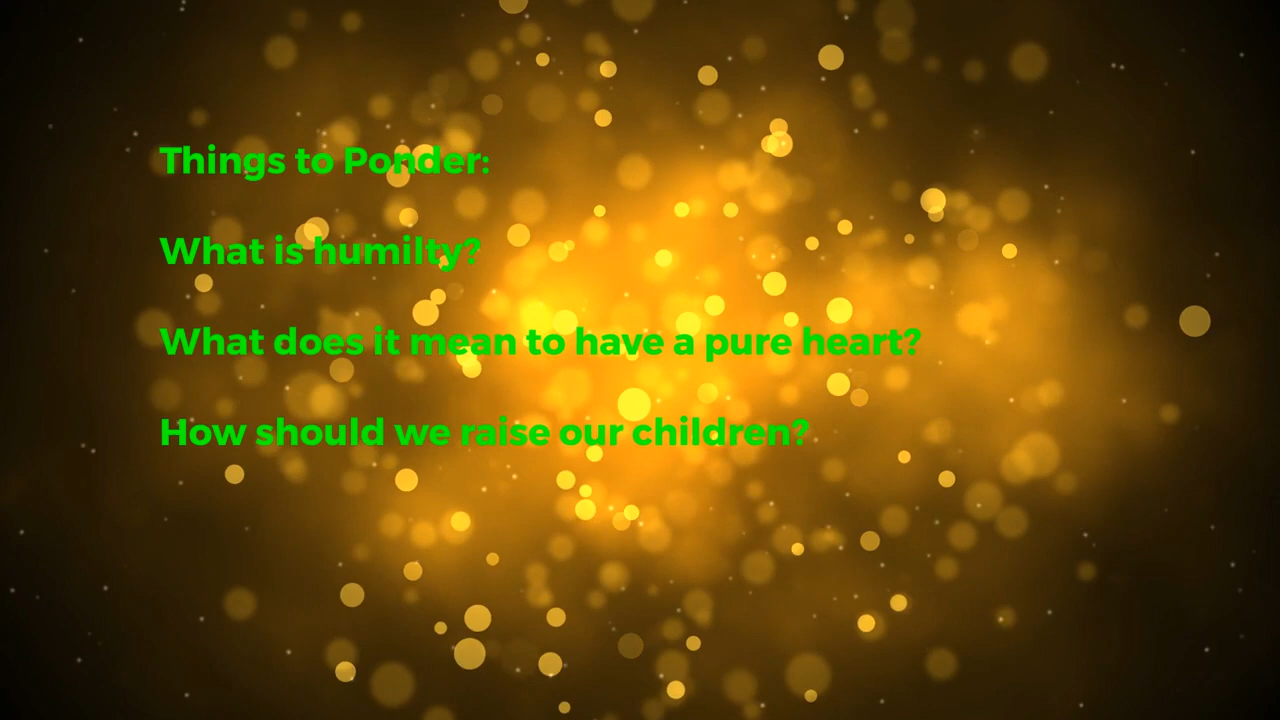 Things to Ponder:
What is humilty?
What does it mean to have a pure heart?
How should we raise our children?